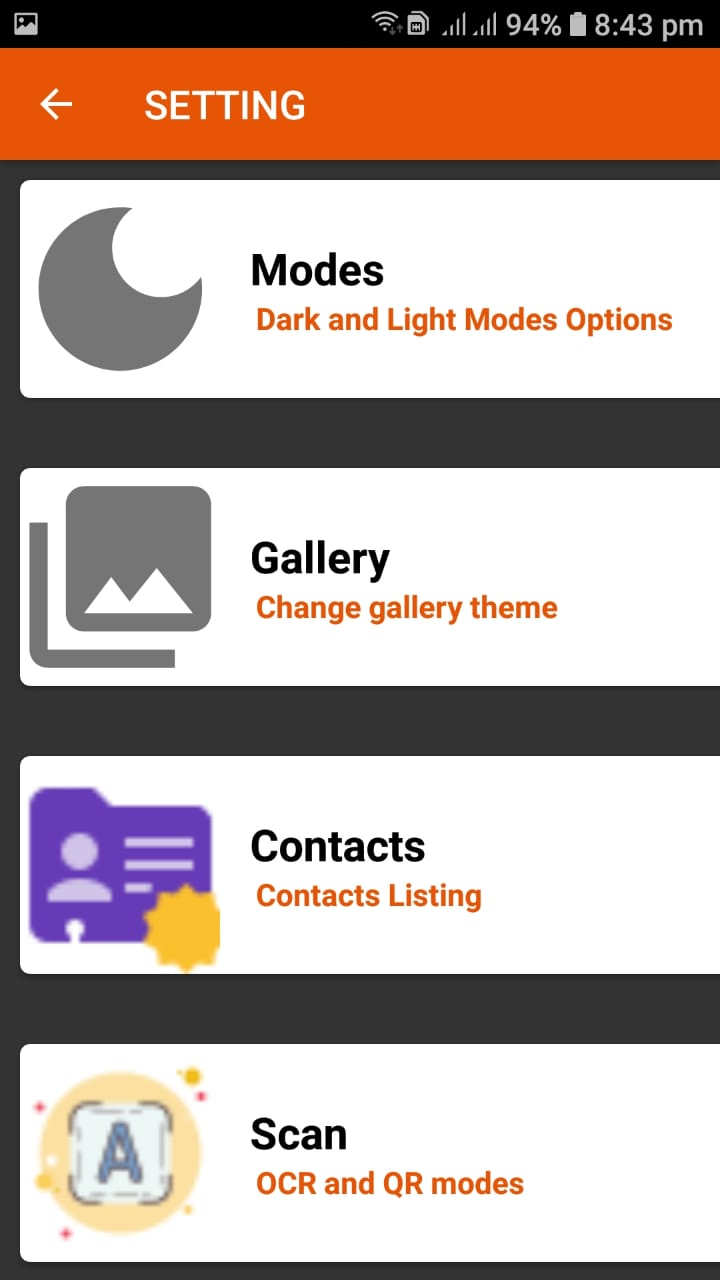 94% 8:43 pm
SETTING
Modes
Dark and Light Modes Options
Gallery
Change gallery theme
Contacts
Contacts Listing
A
Scan
OCR and QR modes